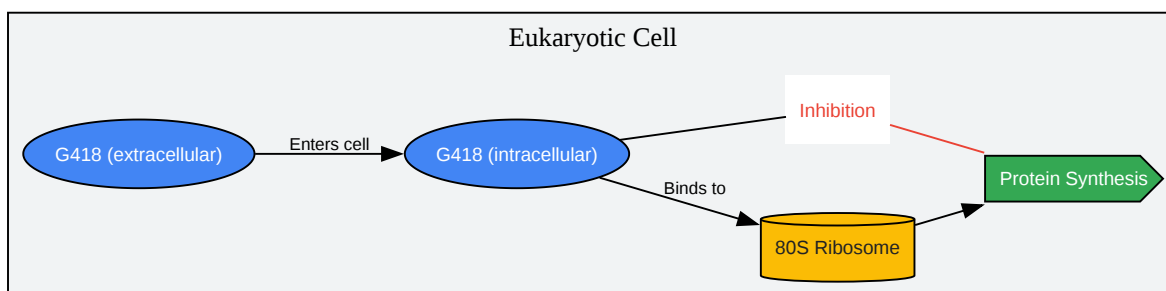 Eukaryotic Cell
Inhibition
Enters cell
G418 (extracellular)
G418 (intracellular)
Protein Synthesis
Binds to
80S Ribosome